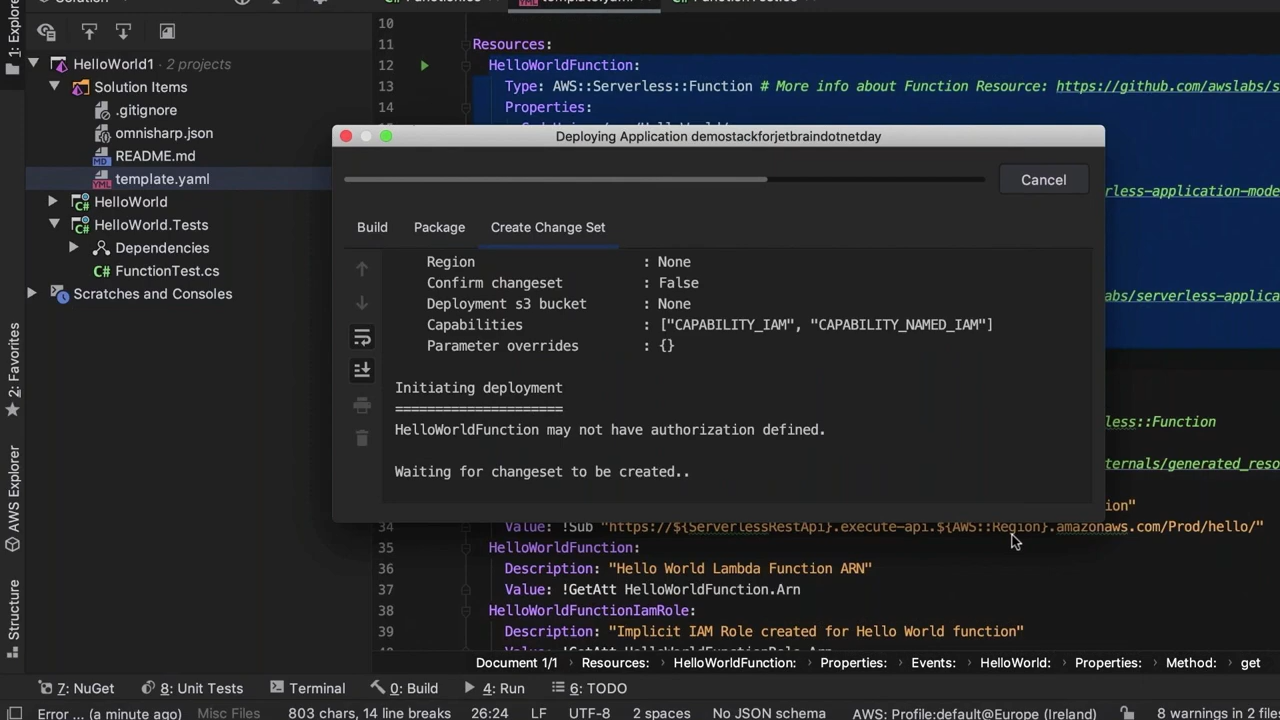 Solution
Function.cs
template.yaml
FunctionTest.cs
1: Explorer
HelloWorld1 · 2 projects
Solution Items
.gitignore
omnisharp.json
README.md
template.yaml
HelloWorld
HelloWorld.Tests
Dependencies
FunctionTest.cs
Scratches and Consoles
2: Favorites
AWS Explorer
Structure
10
11 Resources:
12 HelloWorldFunction:
13 Type: AWS::Serverless::Function # More info about Function Resource: https://github.com/awslabs/s
14 Properties:
Deploying Application demostackforjetbraindotnetday
Cancel
Build Package Create Change Set
Region : None
Confirm changeset : False
Deployment s3 bucket : None
Capabilities : ["CAPABILITY_IAM", "CAPABILITY_NAMED_IAM"]
Parameter overrides : {}
Initiating deployment
=====================
HelloWorldFunction may not have authorization defined.
Waiting for changeset to be created..
erless-application-mode
abs/serverless-applica
less::Function
ternals/generated_reso
ion"
34 Value: !Sub "https://${ServerlessRestApi}.execute-api.${AWS::Region}.amazonaws.com/Prod/hello/"
35 HelloWorldFunction:
36 Description: "Hello World Lambda Function ARN"
37 Value: !GetAtt HelloWorldFunction.Arn
38 HelloWorldFunctionIamRole:
39 Description: "Implicit IAM Role created for Hello World function"
Document 1/1 › Resources: › HelloWorldFunction: › Properties: › Events: › HelloWorld: › Properties: › Method: › get
7: NuGet 8: Unit Tests Terminal 0: Build 4: Run 6: TODO
Error ... (a minute ago) Misc Files 803 chars, 14 line breaks 26:24 LF UTF-8 2 spaces No JSON schema AWS: Profile:default@Europe (Ireland) 8 warnings in 2 files